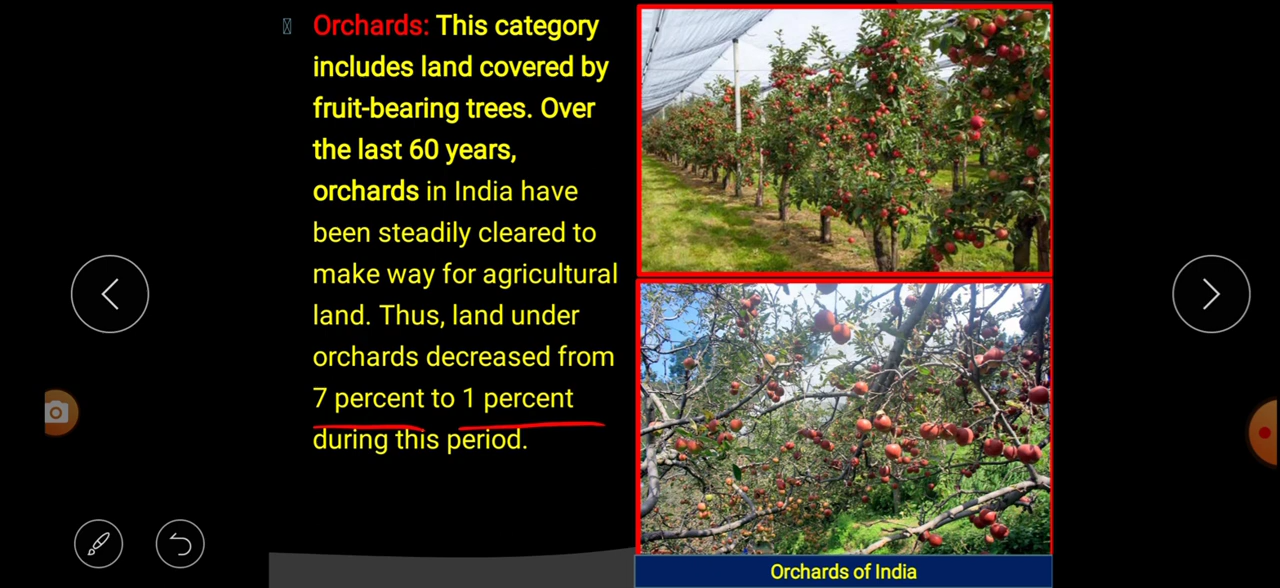 Orchards: This category
includes land covered by
fruit-bearing trees. Over
the last 60 years,
orchards in India have
been steadily cleared to
make way for agricultural
land. Thus, land under
orchards decreased from
7 percent to 1 percent
during this period.
Orchards of India